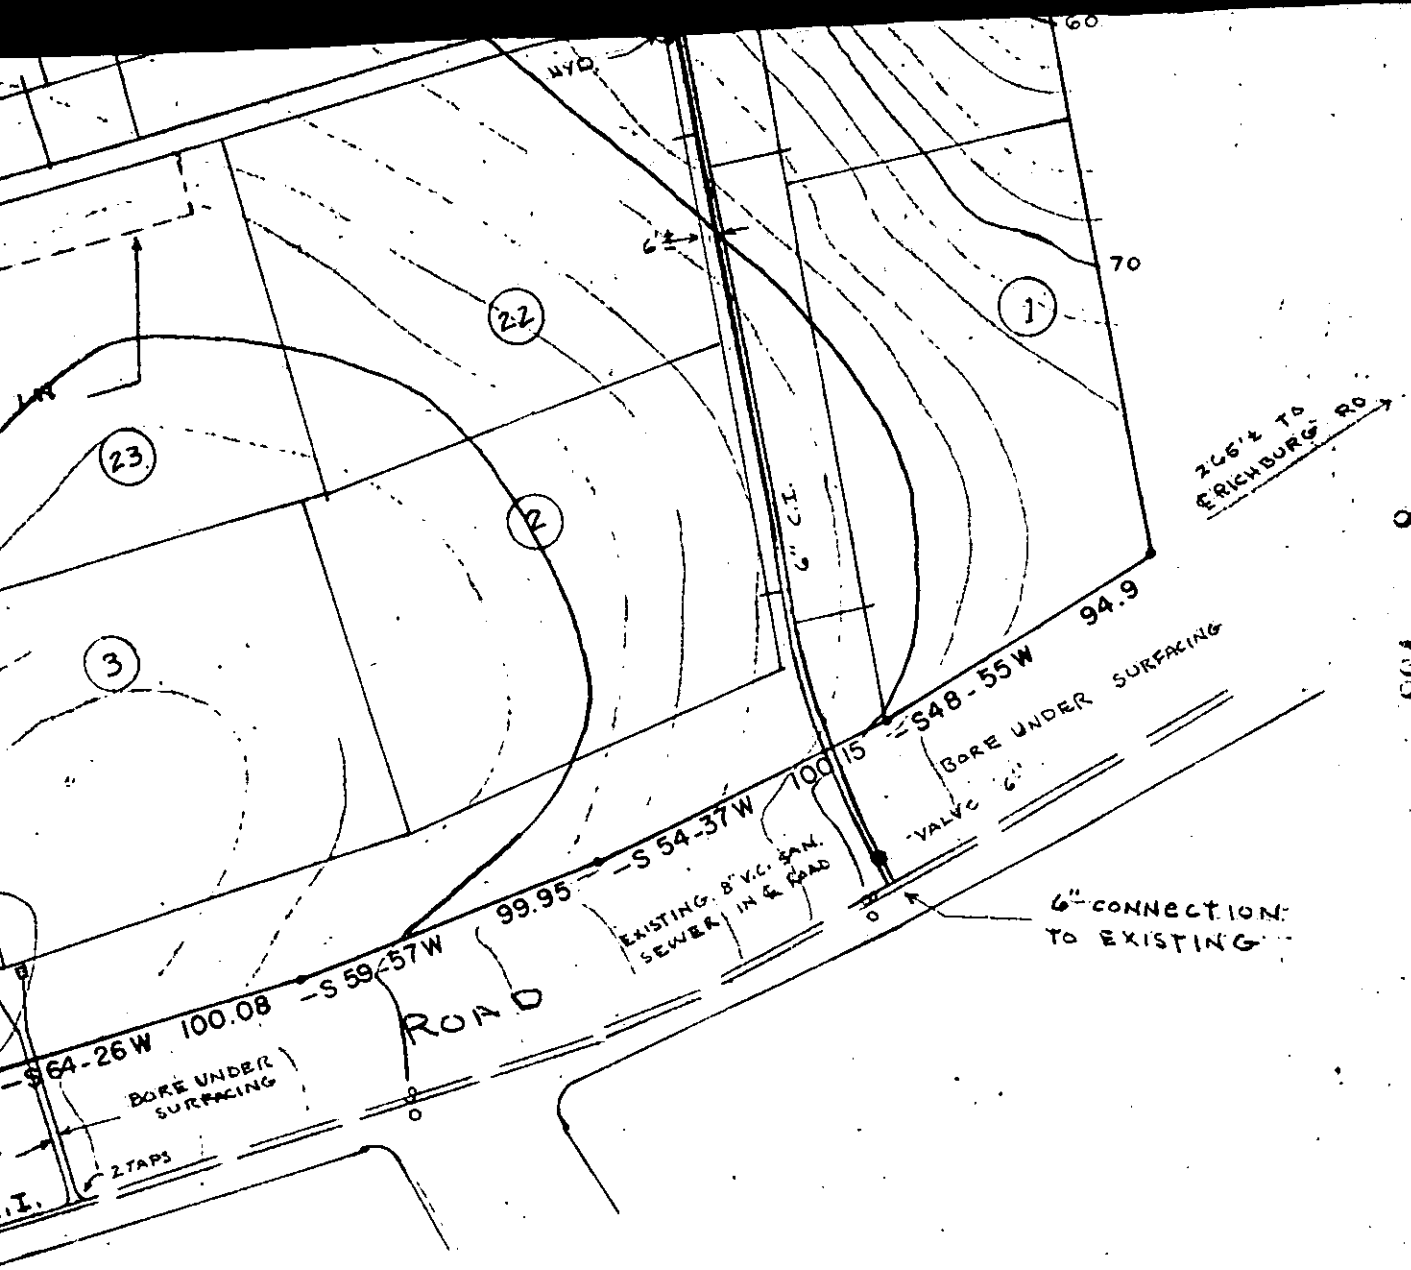 60
HYD.
6'±
70
22
1
265'± TO
℄ RICHBURG RD
23
2
6" C.I.
3
94.9
S48-55W
BORE UNDER SURFACING
100.15
S 54-37W
VALVE 6"
99.95
EXISTING 8" V.C. SAN.
SEWER IN ℄ ROAD
6" CONNECTION
TO EXISTING
S 59-57W
ROAD
100.08
S64-26W
BORE UNDER
SURFACING
2 TAPS
.I.